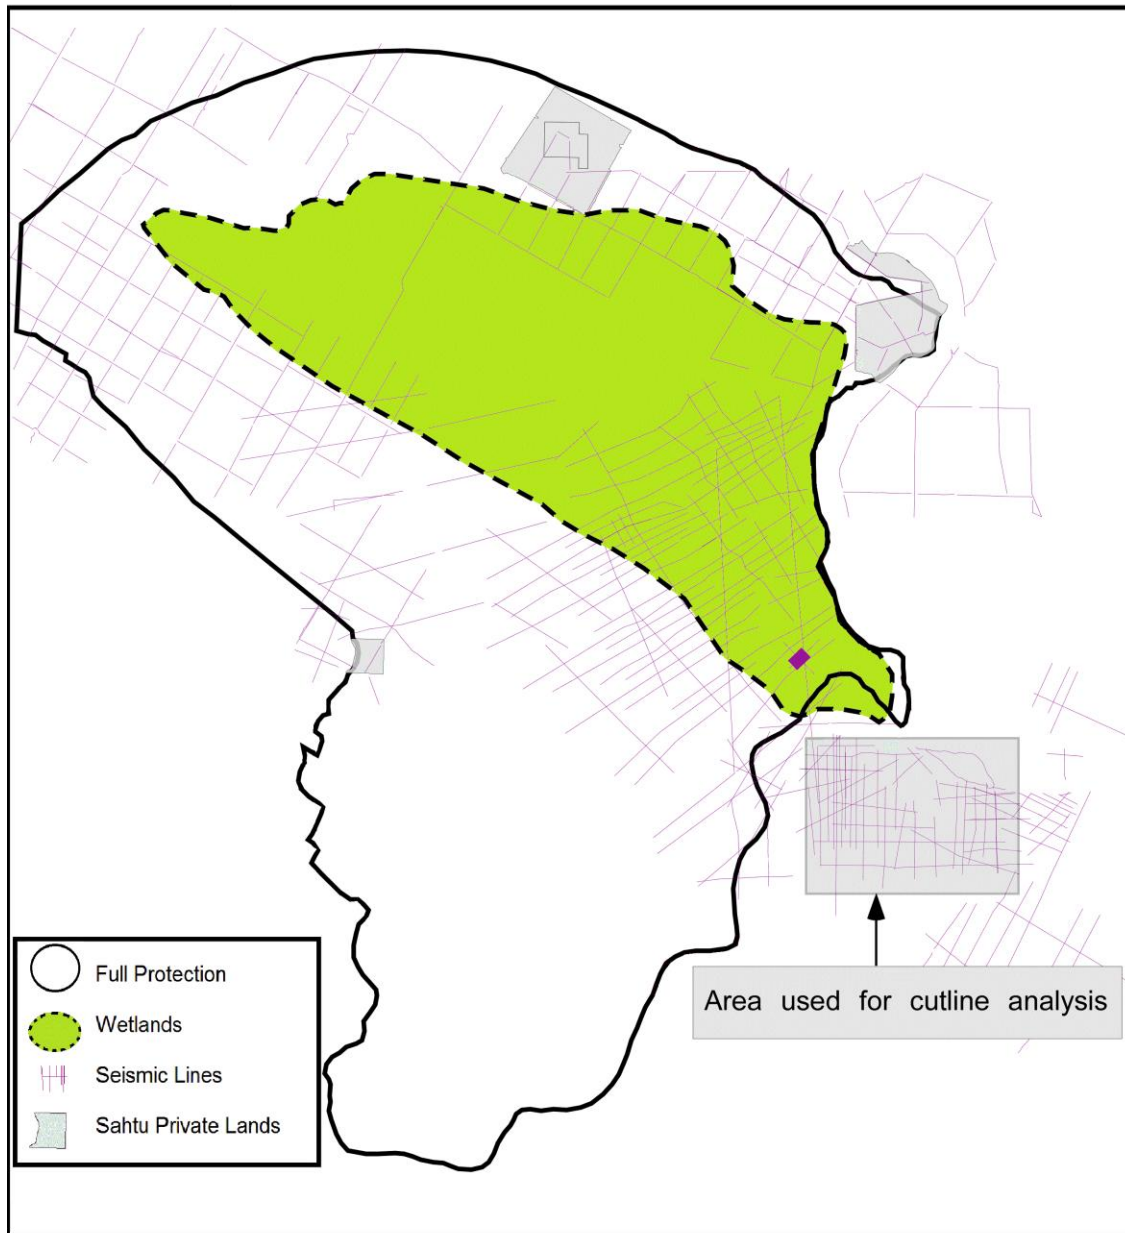 Full Protection
Wetlands
Seismic Lines
Sahtu Private Lands
Area used for cutline analysis